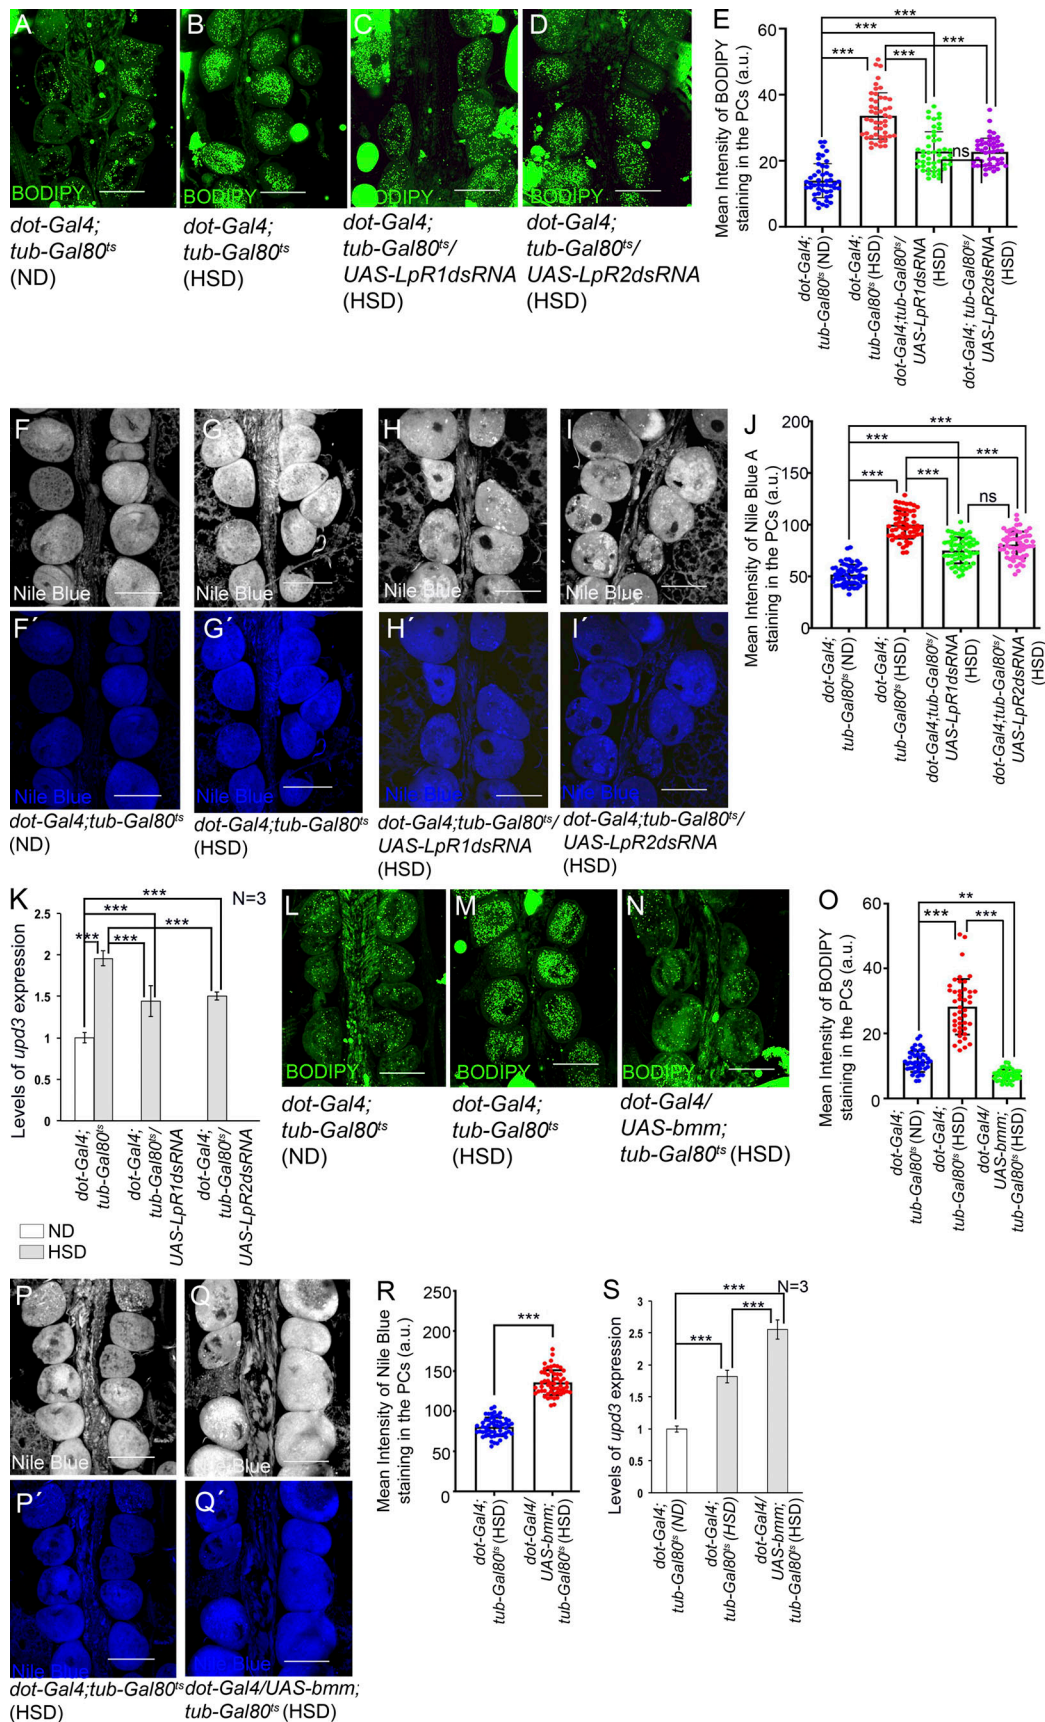 A
BODIPY
dot-Gal4;
tub-Gal80ts
(ND)
B
BODIPY
dot-Gal4;
tub-Gal80ts
(HSD)
C
BODIPY
dot-Gal4;
tub-Gal80ts/
UAS-LpR1dsRNA
(HSD)
D
BODIPY
dot-Gal4;
tub-Gal80ts/
UAS-LpR2dsRNA
(HSD)
E
Mean Intensity of BODIPY
staining in the PCs (a.u.)
60
40
20
0
***
***
***
***
***
ns
dot-Gal4;
tub-Gal80ts (ND)
dot-Gal4;
tub-Gal80ts (HSD)
dot-Gal4;tub-Gal80ts/
UAS-LpR1dsRNA
(HSD)
dot-Gal4; tub-Gal80ts/
UAS-LpR2dsRNA
(HSD)
F
Nile Blue
G
Nile Blue
H
Nile Blue
I
Nile Blue
F´
Nile Blue
G´
Nile Blue
H´
Nile Blue
I´
Nile Blue
dot-Gal4;tub-Gal80ts
(ND)
dot-Gal4;tub-Gal80ts
(HSD)
dot-Gal4;tub-Gal80ts/
UAS-LpR1dsRNA
(HSD)
dot-Gal4;tub-Gal80ts/
UAS-LpR2dsRNA
(HSD)
J
Mean Intensity of Nile Blue A
staining in the PCs (a.u.)
200
150
100
50
0
***
***
***
***
***
ns
dot-Gal4;
tub-Gal80ts (ND)
dot-Gal4;
tub-Gal80ts (HSD)
dot-Gal4;tub-Gal80ts/
UAS-LpR1dsRNA
(HSD)
dot-Gal4;tub-Gal80ts/
UAS-LpR2dsRNA
(HSD)
K
N=3
Levels of upd3 expression
2.5
2
1.5
1
0.5
0
***
***
***
***
***
dot-Gal4;
tub-Gal80ts
dot-Gal4;
tub-Gal80ts/
UAS-LpR1dsRNA
dot-Gal4;
tub-Gal80ts/
UAS-LpR2dsRNA
ND
HSD
L
BODIPY
dot-Gal4;
tub-Gal80ts
(ND)
M
BODIPY
dot-Gal4;
tub-Gal80ts
(HSD)
N
BODIPY
dot-Gal4/
UAS-bmm;
tub-Gal80ts (HSD)
O
Mean Intensity of BODIPY
staining in the PCs (a.u.)
60
40
20
0
**
***
***
dot-Gal4;
tub-Gal80ts (ND)
dot-Gal4;
tub-Gal80ts (HSD)
dot-Gal4/
UAS-bmm;
tub-Gal80ts (HSD)
P
Nile Blue
Q
Nile Blue
P´
Nile Blue
Q´
Nile Blue
dot-Gal4;tub-Gal80ts
(HSD)
dot-Gal4/UAS-bmm;
tub-Gal80ts (HSD)
R
Mean Intensity of Nile Blue
staining in the PCs (a.u.)
250
200
150
100
50
0
***
dot-Gal4;
tub-Gal80ts (HSD)
dot-Gal4/
UAS-bmm;
tub-Gal80ts (HSD)
S
N=3
Levels of upd3 expression
3
2.5
2
1.5
1
0.5
0
***
***
***
dot-Gal4;
tub-Gal80ts (ND)
dot-Gal4;
tub-Gal80ts (HSD)
dot-Gal4/
UAS-bmm;
tub-Gal80ts (HSD)